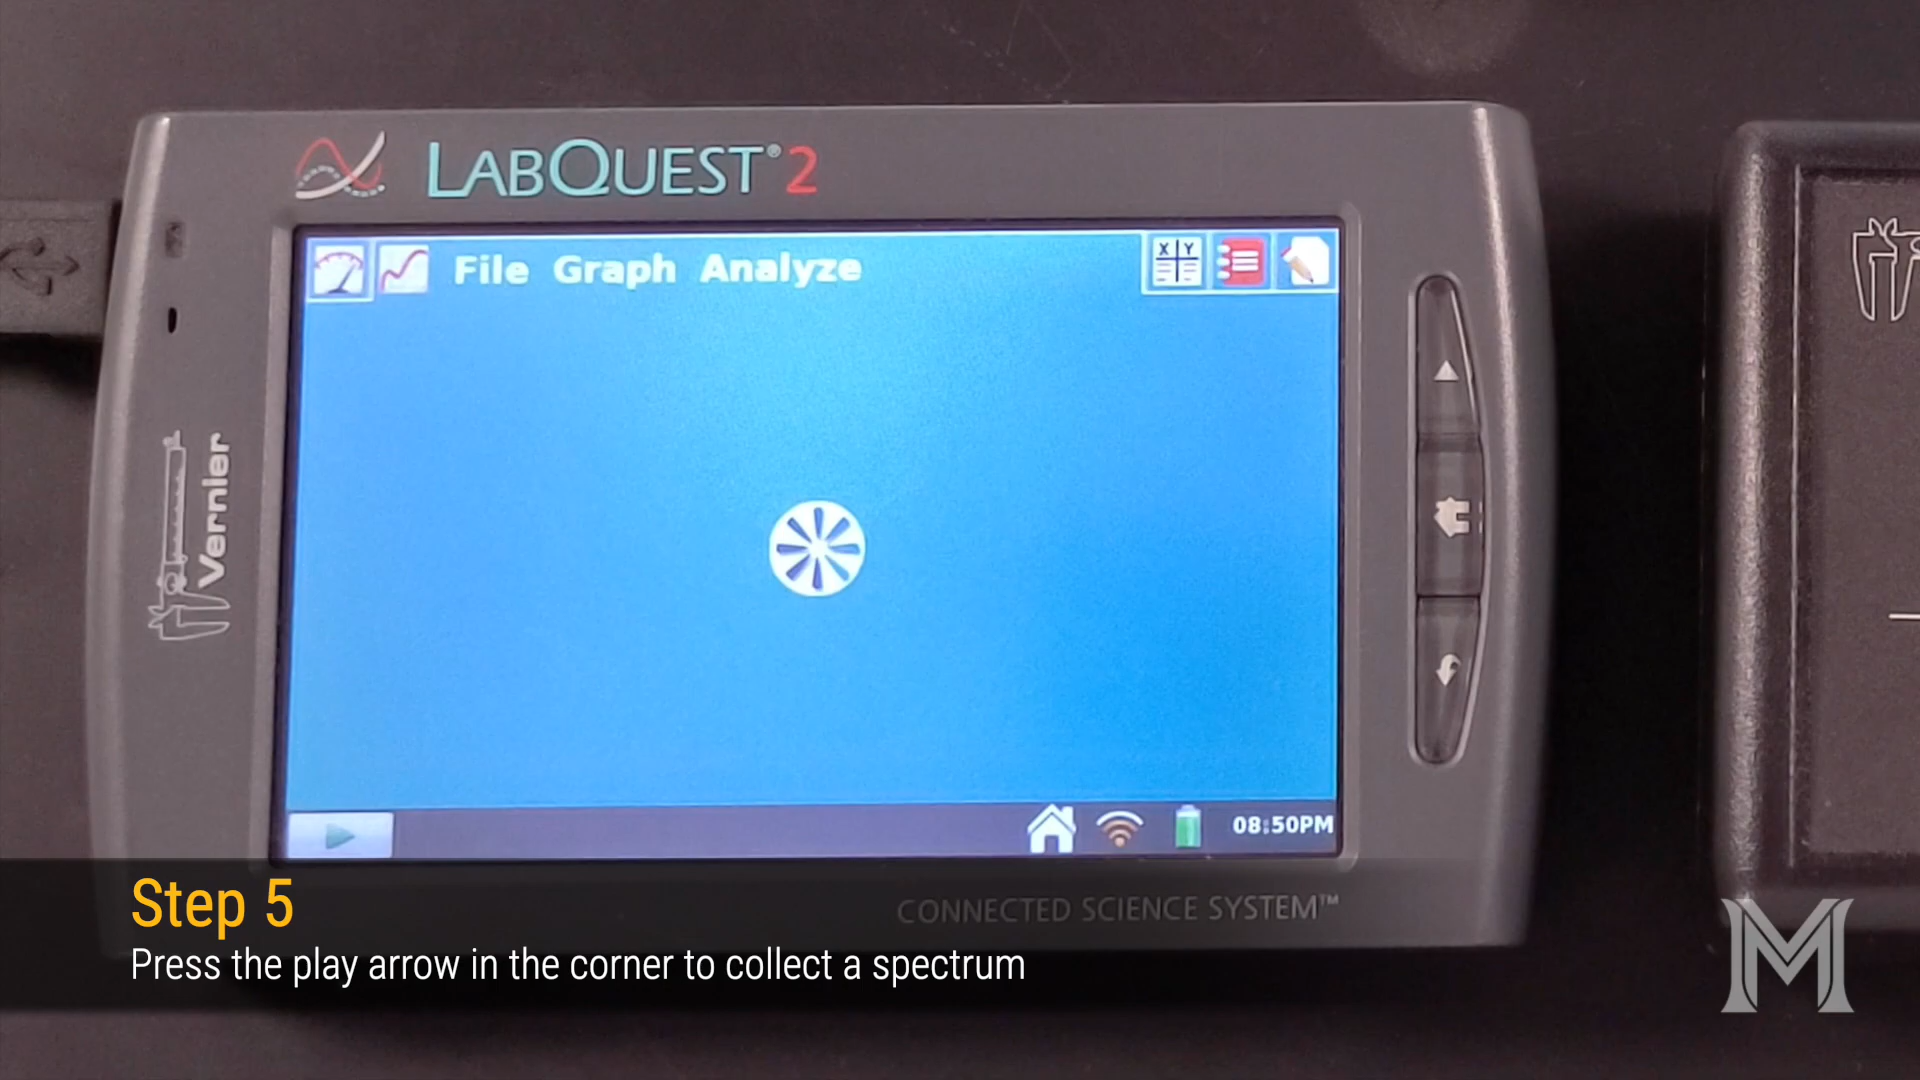 LABQUEST® 2
File Graph Analyze
X Y
Vernier
08:50PM
CONNECTED SCIENCE SYSTEM™
Step 5
Press the play arrow in the corner to collect a spectrum
M